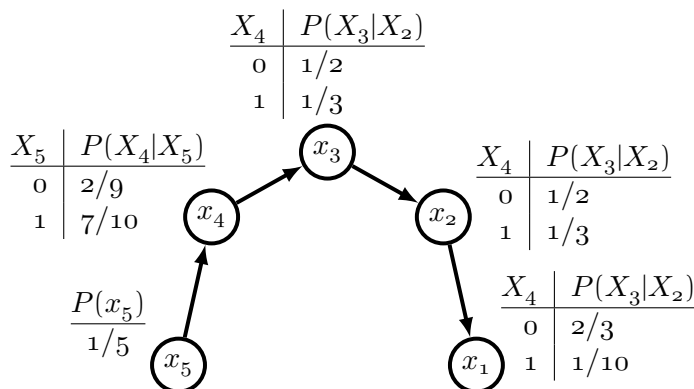 X₄ P(X₃|X₂)
0 1/2
1 1/3
X₅ P(X₄|X₅)
0 2/9
1 7/10
x₃
X₄ P(X₃|X₂)
0 1/2
1 1/3
x₄
x₂
P(x₅)
1/5
X₄ P(X₃|X₂)
0 2/3
1 1/10
x₅
x₁